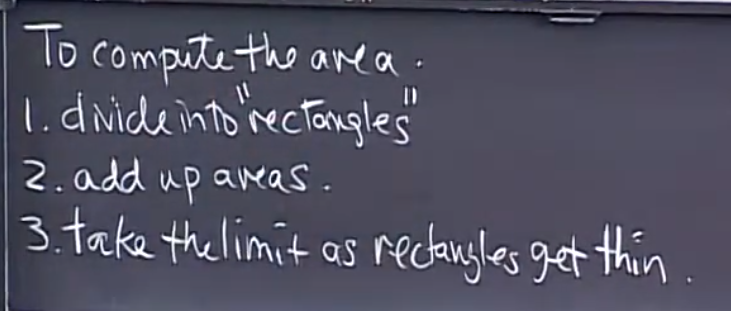 To compute the area.
1. divide into "rectangles"
2. add up areas.
3. take the limit as rectangles get thin.